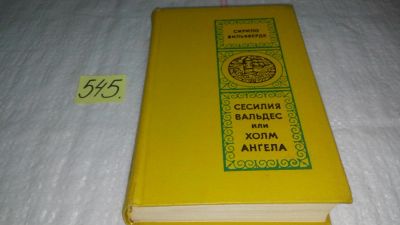 545.
СИРИЛО
ВИЛЬЯВЕРДЕ
СЕСИЛИЯ
ВАЛЬДЕС
ИЛИ
ХОЛМ
АНГЕЛА